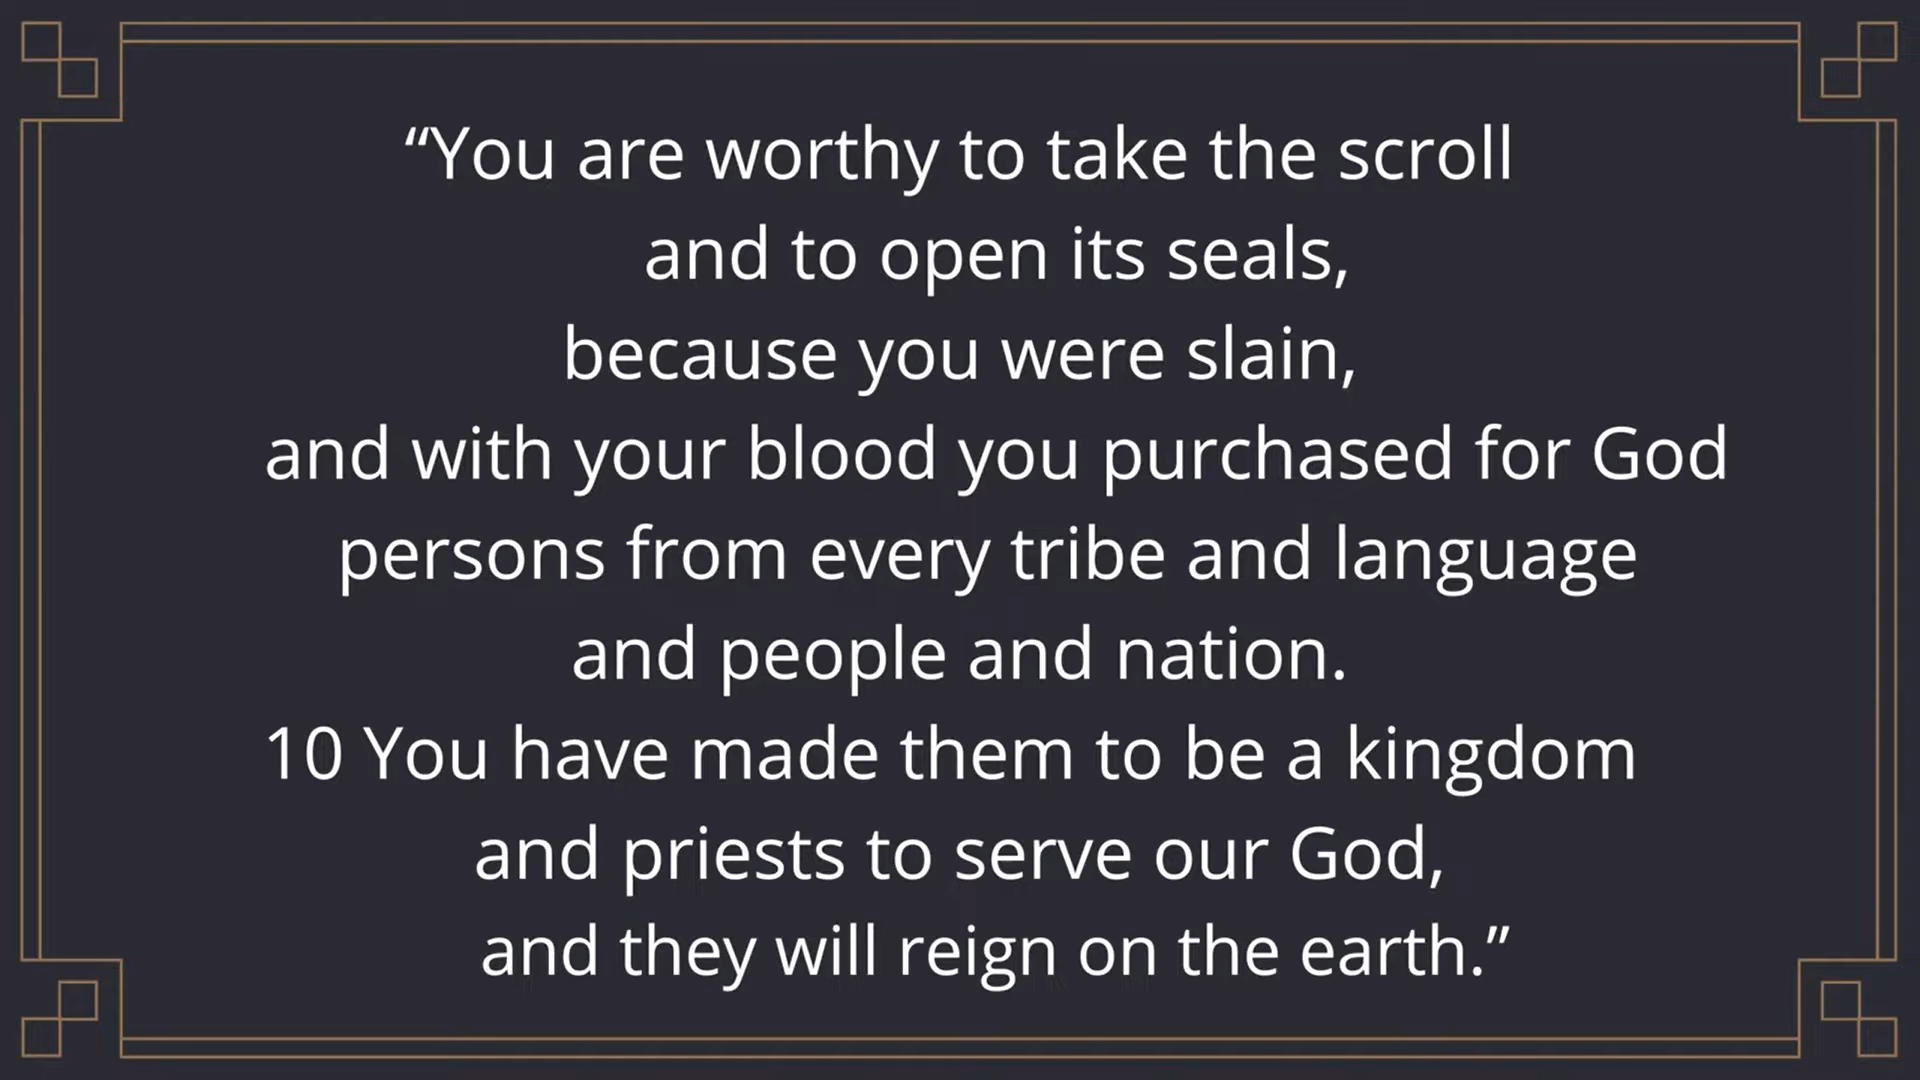 “You are worthy to take the scroll
and to open its seals,
because you were slain,
and with your blood you purchased for God
persons from every tribe and language
and people and nation.
10 You have made them to be a kingdom
and priests to serve our God,
and they will reign on the earth.”